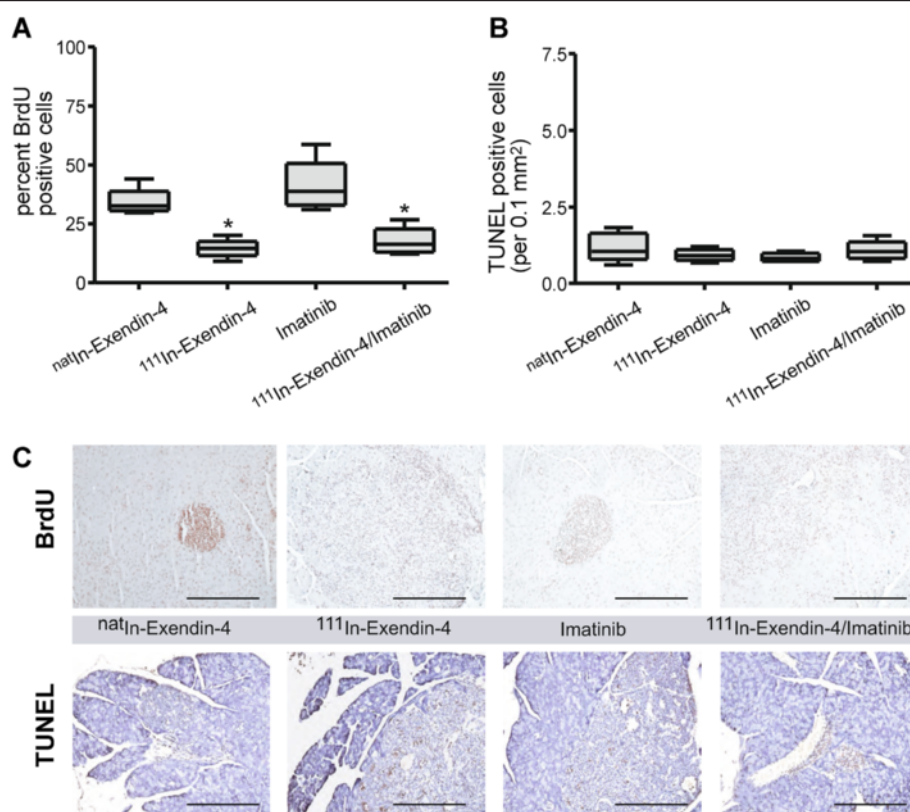 A
percent BrdU
positive cells
100
75
50
25
0
*
*
natIn-Exendin-4
111In-Exendin-4
Imatinib
111In-Exendin-4/Imatinib
B
TUNEL positive cells
(per 0.1 mm²)
7.5
5.0
2.5
0.0
natIn-Exendin-4
111In-Exendin-4
Imatinib
111In-Exendin-4/Imatinib
C
BrdU
natIn-Exendin-4
111In-Exendin-4
Imatinib
111In-Exendin-4/Imatinib
TUNEL